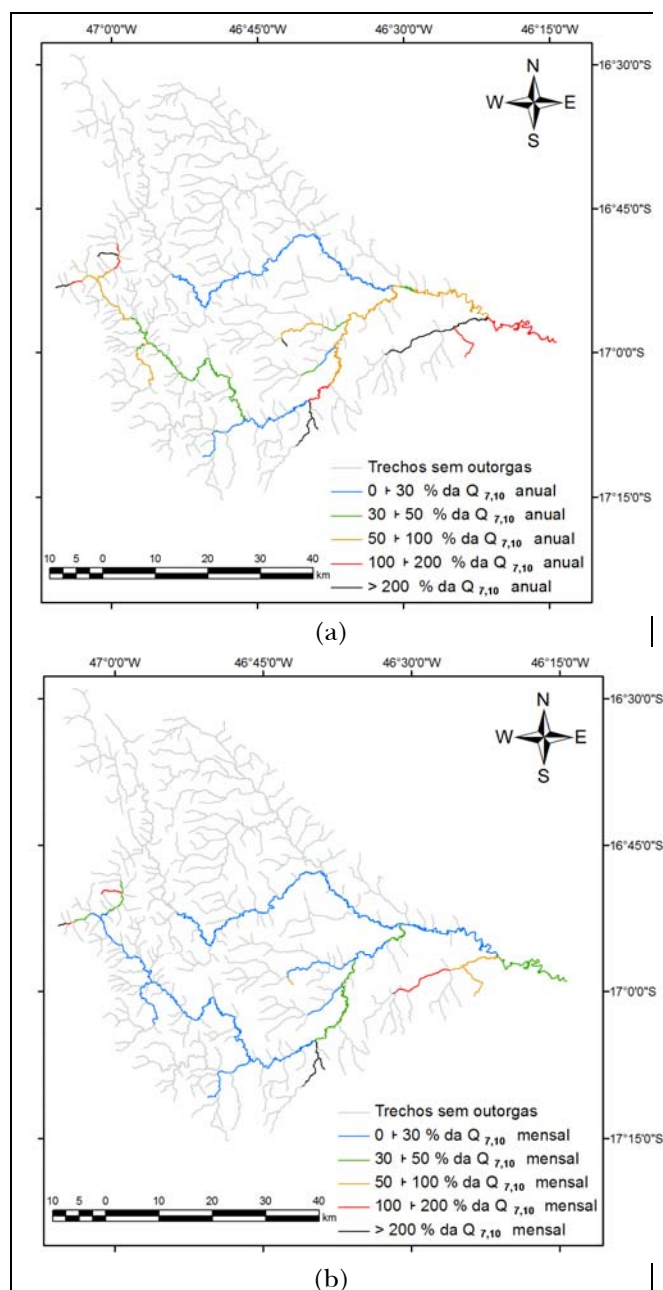 47°0'0"W 46°45'0"W 46°30'0"W 46°15'0"W
16°30'0"S
N
W E
S
16°45'0"S
17°0'0"S
Trechos sem outorgas
0 ⊦ 30 % da Q 7,10 anual
17°15'0"S
30 ⊦ 50 % da Q 7,10 anual
50 ⊦ 100 % da Q 7,10 anual
100 ⊦ 200 % da Q 7,10 anual
> 200 % da Q 7,10 anual
10 5 0 10 20 30 40
km
(a)
47°0'0"W 46°45'0"W 46°30'0"W 46°15'0"W
16°30'0"S
N
W E
S
16°45'0"S
17°0'0"S
Trechos sem outorgas
0 ⊦ 30 % da Q 7,10 mensal
17°15'0"S
30 ⊦ 50 % da Q 7,10 mensal
50 ⊦ 100 % da Q 7,10 mensal
100 ⊦ 200 % da Q 7,10 mensal
> 200 % da Q 7,10 mensal
10 5 0 10 20 30 40
km
(b)